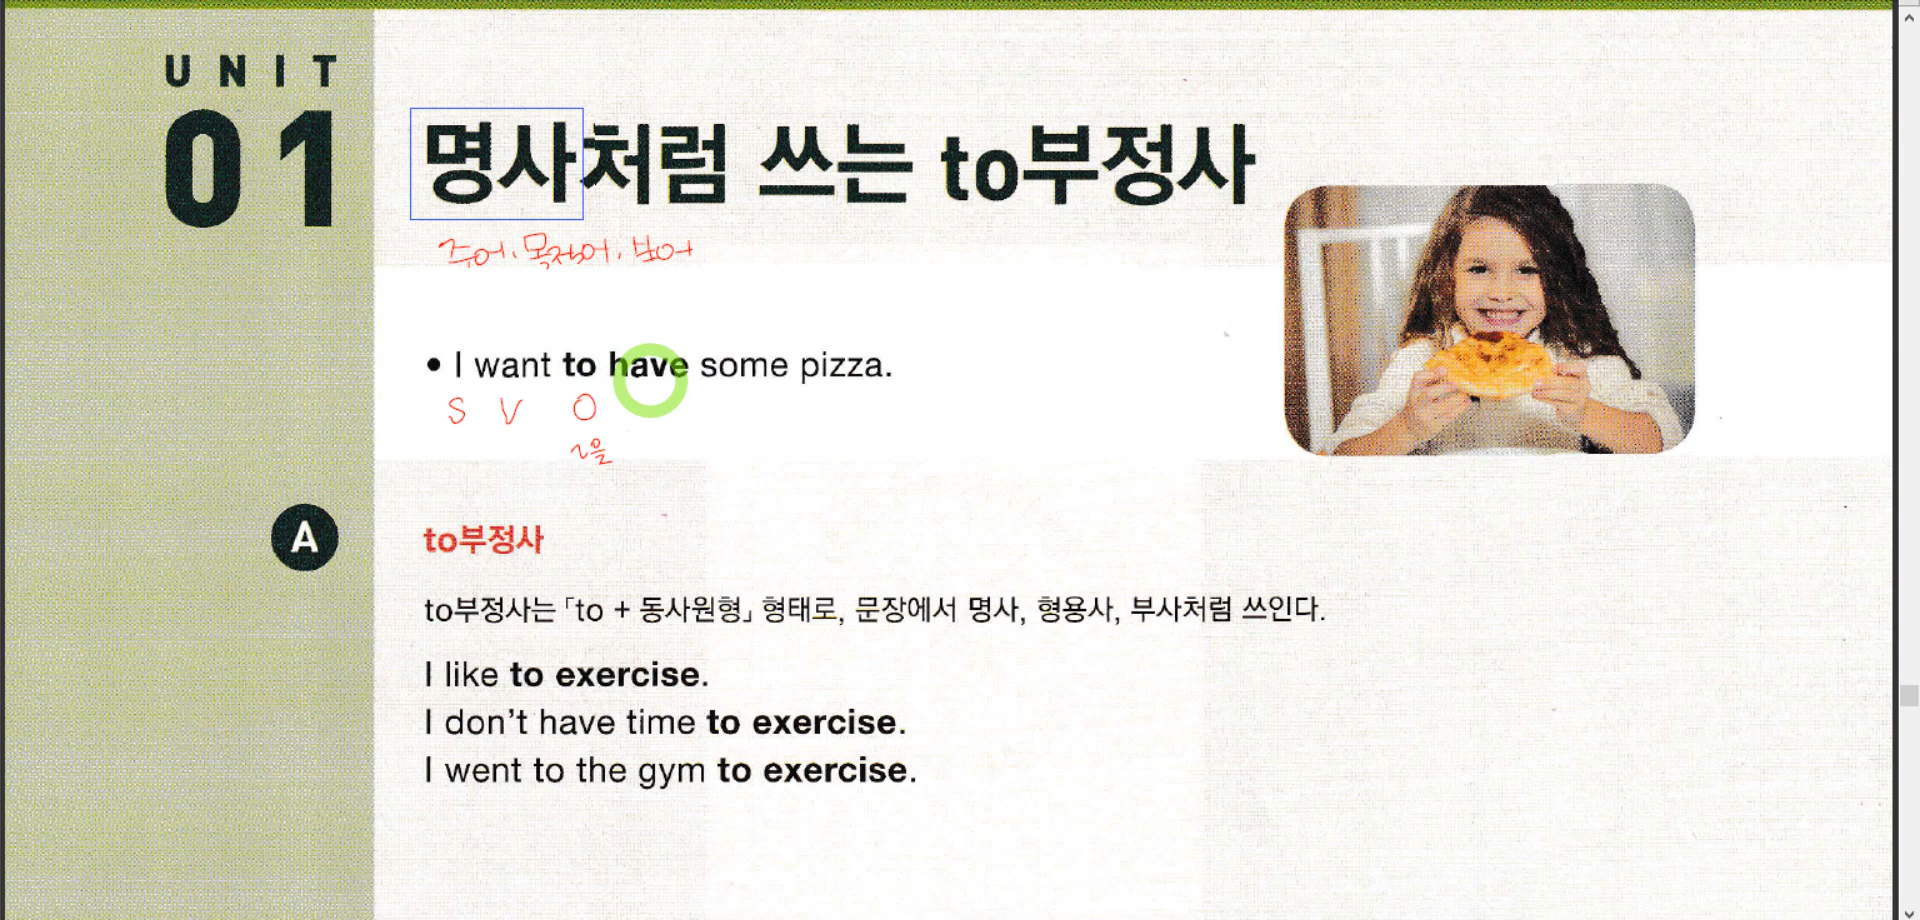 UNIT
01
명사처럼 쓰는 to부정사
주어, 목적어, 보어
• I want to have some pizza.
S V O
~을
A
to부정사
to부정사는 「to + 동사원형」 형태로, 문장에서 명사, 형용사, 부사처럼 쓰인다.
I like to exercise.
I don't have time to exercise.
I went to the gym to exercise.